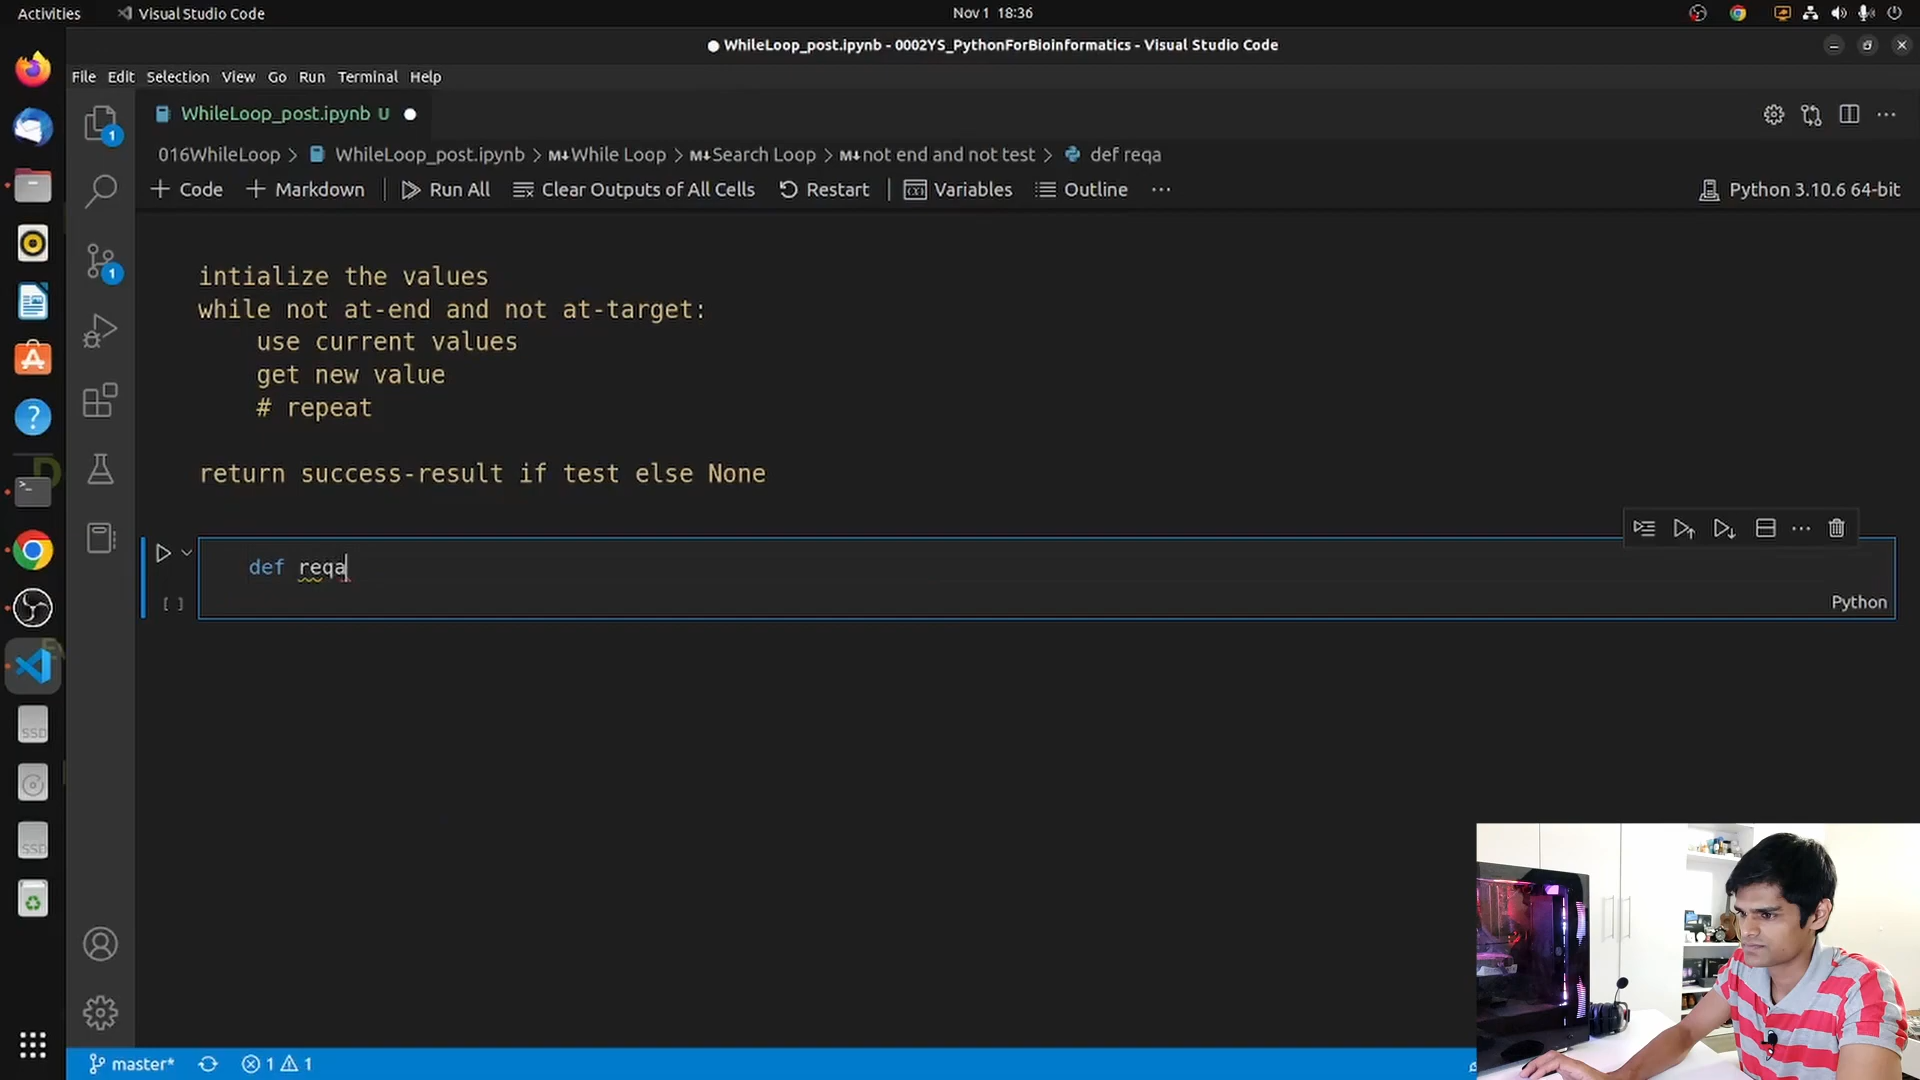 Activities Visual Studio Code Nov 1 18:36
WhileLoop_post.ipynb - 0002YS_PythonForBioinformatics - Visual Studio Code
File Edit Selection View Go Run Terminal Help
WhileLoop_post.ipynb U
016WhileLoop > WhileLoop_post.ipynb > M↓While Loop > M↓Search Loop > M↓not end and not test > def reqa
+ Code + Markdown Run All Clear Outputs of All Cells Restart Variables Outline ... Python 3.10.6 64-bit
intialize the values
while not at-end and not at-target:
use current values
get new value
# repeat
return success-result if test else None
def reqa
[ ] Python
1
1
SSD
SSD
master* 1 1